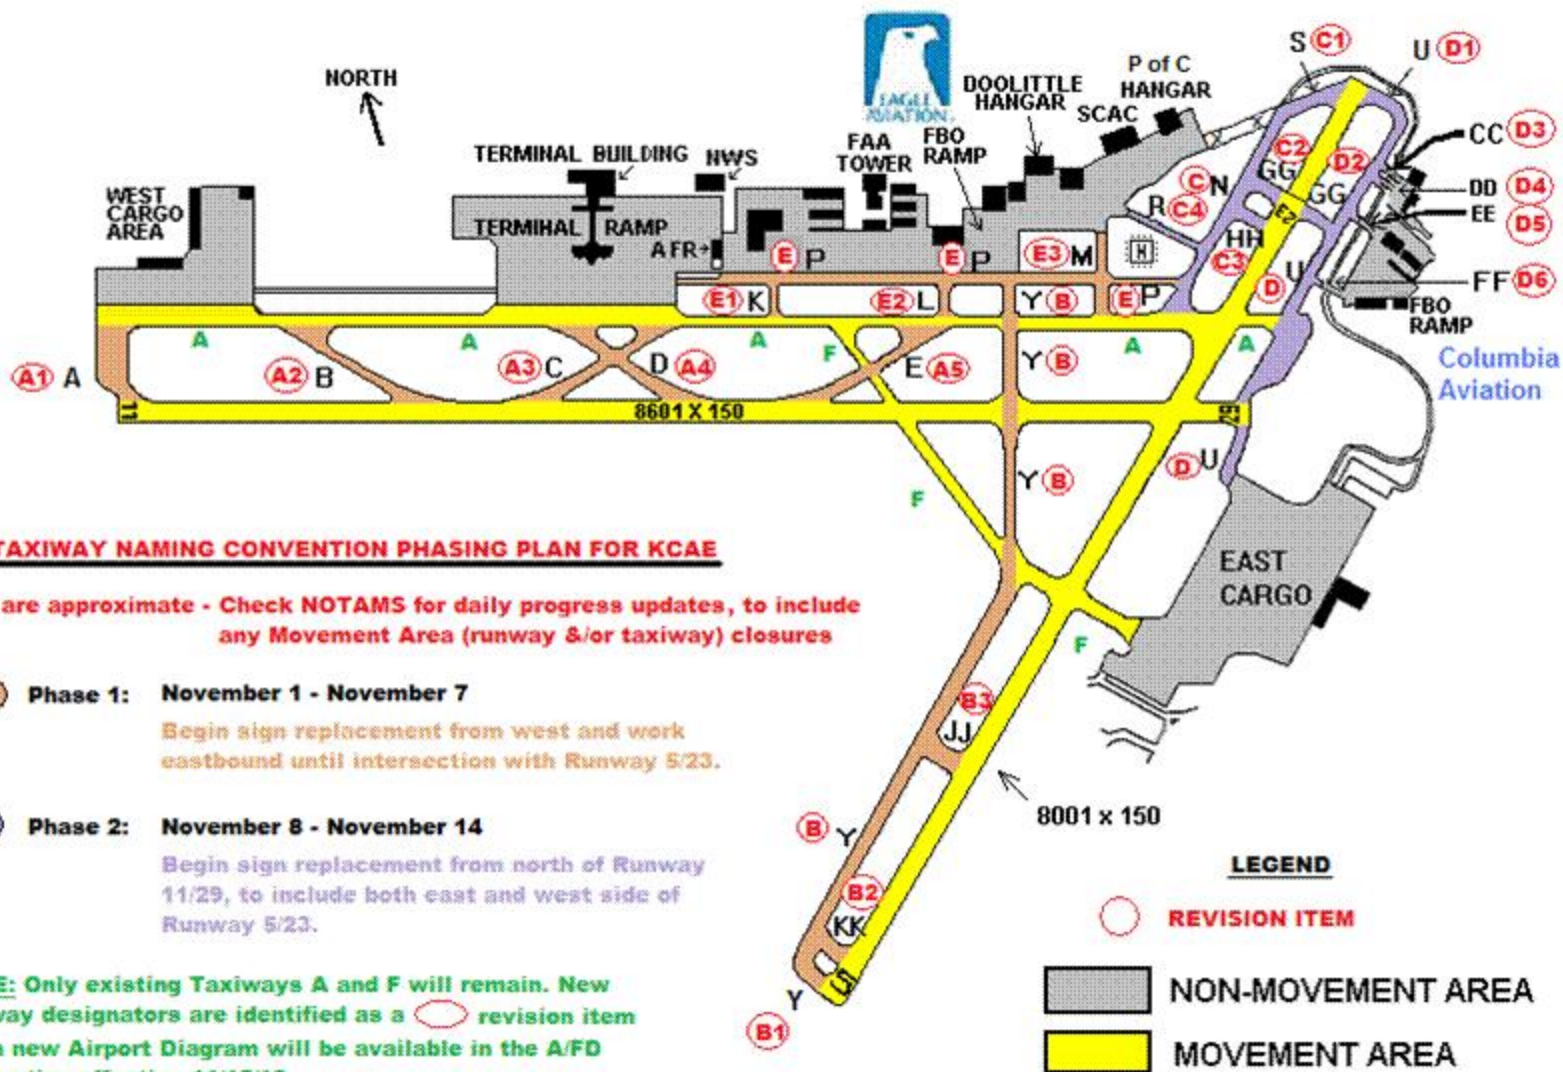 S C1
U D1
P of C
HANGAR
DOOLITTLE
HANGAR
SCAC
EAGLE
AVIATION
NORTH
CC D3
DD D4
EE
D5
FF D6
TERMINAL BUILDING
NWS
FAA
TOWER
FBO
RAMP
WEST
CARGO
AREA
TERMINAL RAMP
AFR
C2
D2
GG
GG
C N
R C4
23
HH
C3
D
U
E P
E P
E3 M
H
E1 K
E2 L
Y B
E P
FBO
RAMP
A
A
A
F
A
A
A1 A
A2 B
A3 C
D A4
E A5
Y B
Columbia
Aviation
11
8601 X 150
29
D U
Y B
F
EAST
CARGO
F
TAXIWAY NAMING CONVENTION PHASING PLAN FOR KCAE
are approximate - Check NOTAMS for daily progress updates, to include
any Movement Area (runway &/or taxiway) closures
Phase 1: November 1 - November 7
Begin sign replacement from west and work
eastbound until intersection with Runway 5/23.
B3
JJ
8001 x 150
Phase 2: November 8 - November 14
Begin sign replacement from north of Runway
11/29, to include both east and west side of
Runway 5/23.
B Y
B2
KK
5
Y
B1
E: Only existing Taxiways A and F will remain. New
way designators are identified as a revision item
new Airport Diagram will be available in the A/FD
LEGEND
REVISION ITEM
NON-MOVEMENT AREA
MOVEMENT AREA